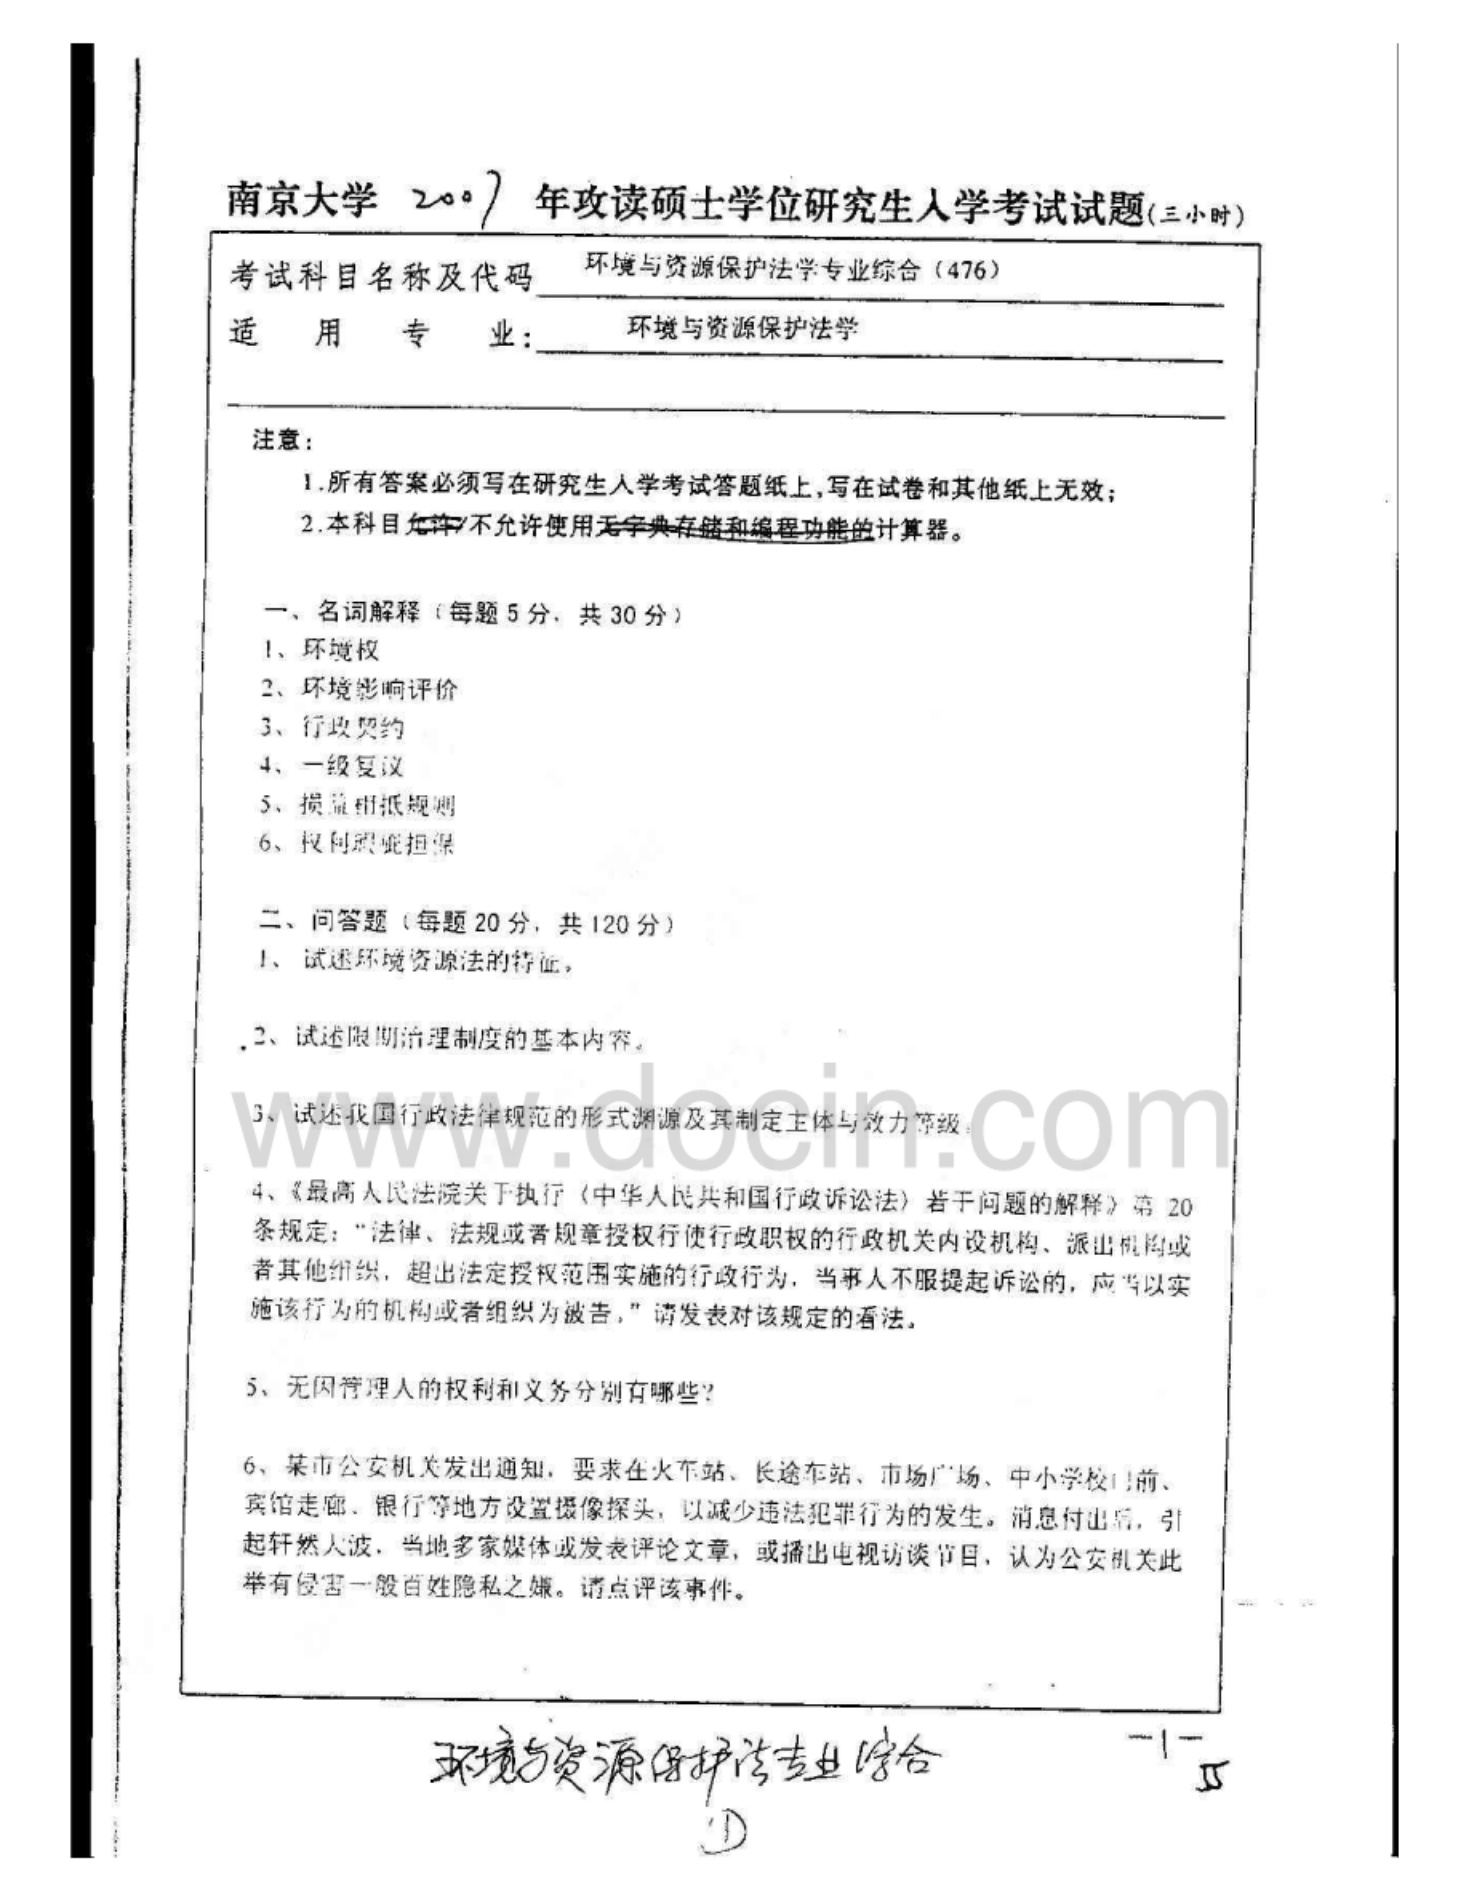 南京大学 2007 年攻读硕士学位研究生入学考试试题(三小时)
考试科目名称及代码 环境与资源保护法学专业综合（476）
适用专业： 环境与资源保护法学
注意：
1.所有答案必须写在研究生入学考试答题纸上,写在试卷和其他纸上无效；
2.本科目允许/不允许使用无字典存储和编程功能的计算器。
一、名词解释（每题 5 分，共 30 分）
1、环境权
2、环境影响评价
3、行政契约
4、一级复议
5、损益相抵规则
6、权利瑕疵担保
二、问答题（每题 20 分，共 120 分）
1、 试述环境资源法的特征。
2、试述限期治理制度的基本内容。
3、试述我国行政法律规范的形式渊源及其制定主体与效力等级。
4、《最高人民法院关于执行〈中华人民共和国行政诉讼法〉若干问题的解释》第 20
条规定：“法律、法规或者规章授权行使行政职权的行政机关内设机构、派出机构或
者其他组织，超出法定授权范围实施的行政行为，当事人不服提起诉讼的，应当以实
施该行为的机构或者组织为被告。”请发表对该规定的看法。
5、无因管理人的权利和义务分别有哪些？
6、某市公安机关发出通知，要求在火车站、长途车站、市场广场、中小学校门前、
宾馆走廊、银行等地方设置摄像探头，以减少违法犯罪行为的发生。消息付出后，引
起轩然大波，当地多家媒体或发表评论文章，或播出电视访谈节目，认为公安机关此
举有侵害一般百姓隐私之嫌。请点评该事件。
www.docin.com
环境与资源保护法专业综合
-1-
①